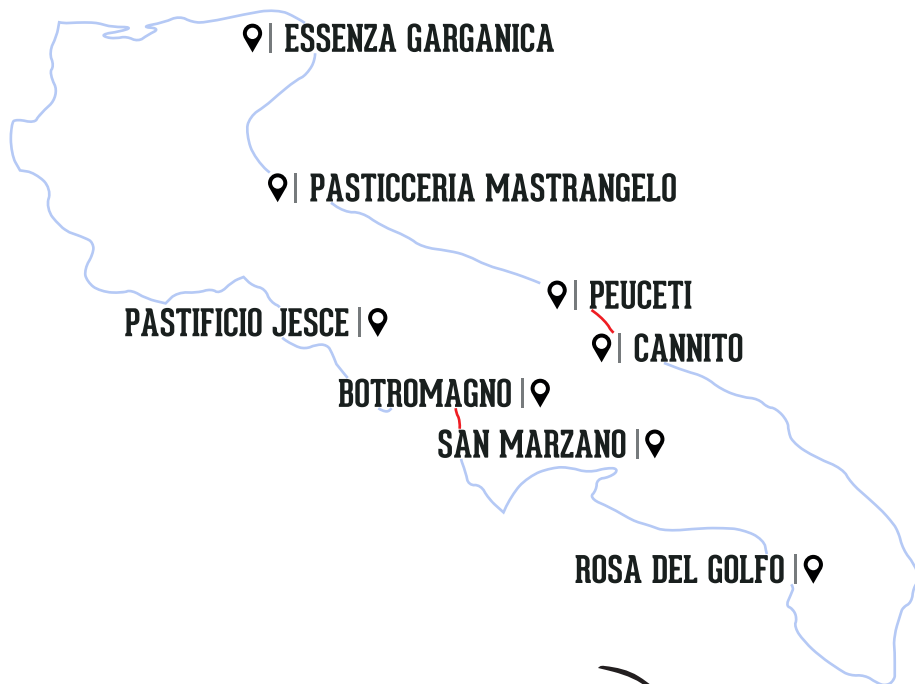 ESSENZA GARGANICA
PASTICCERIA MASTRANGELO
PEUCETI
PASTIFICIO JESCE
CANNITO
BOTROMAGNO
SAN MARZANO
ROSA DEL GOLFO